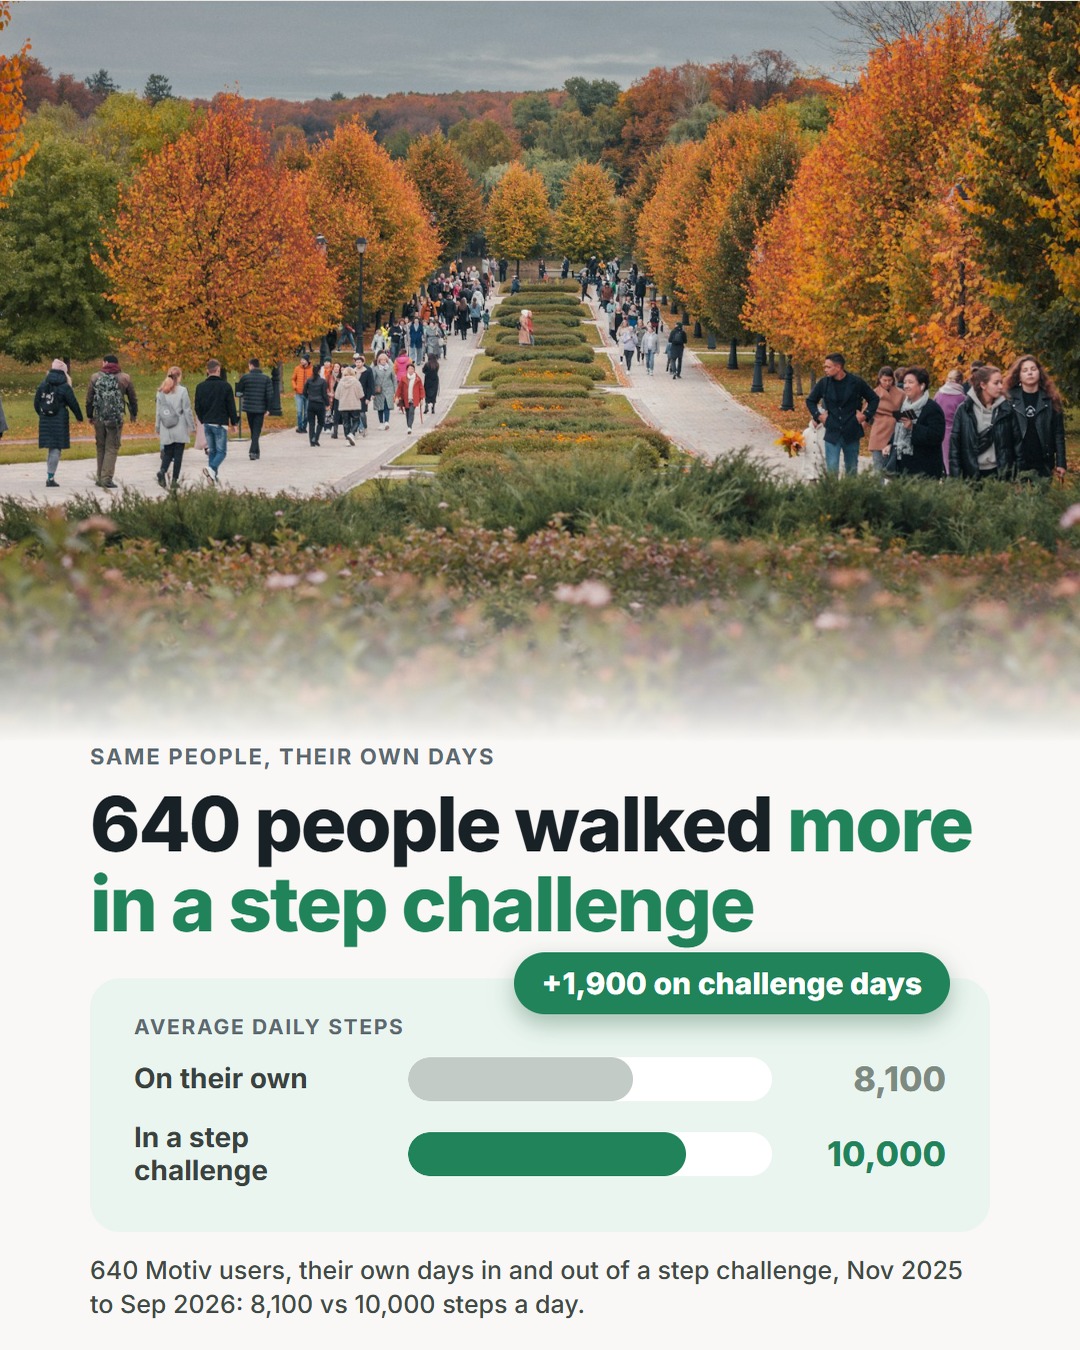 SAME PEOPLE, THEIR OWN DAYS
640 people walked more
in a step challenge
+1,900 on challenge days
AVERAGE DAILY STEPS
On their own
8,100
In a step
challenge
10,000
640 Motiv users, their own days in and out of a step challenge, Nov 2025
to Sep 2026: 8,100 vs 10,000 steps a day.